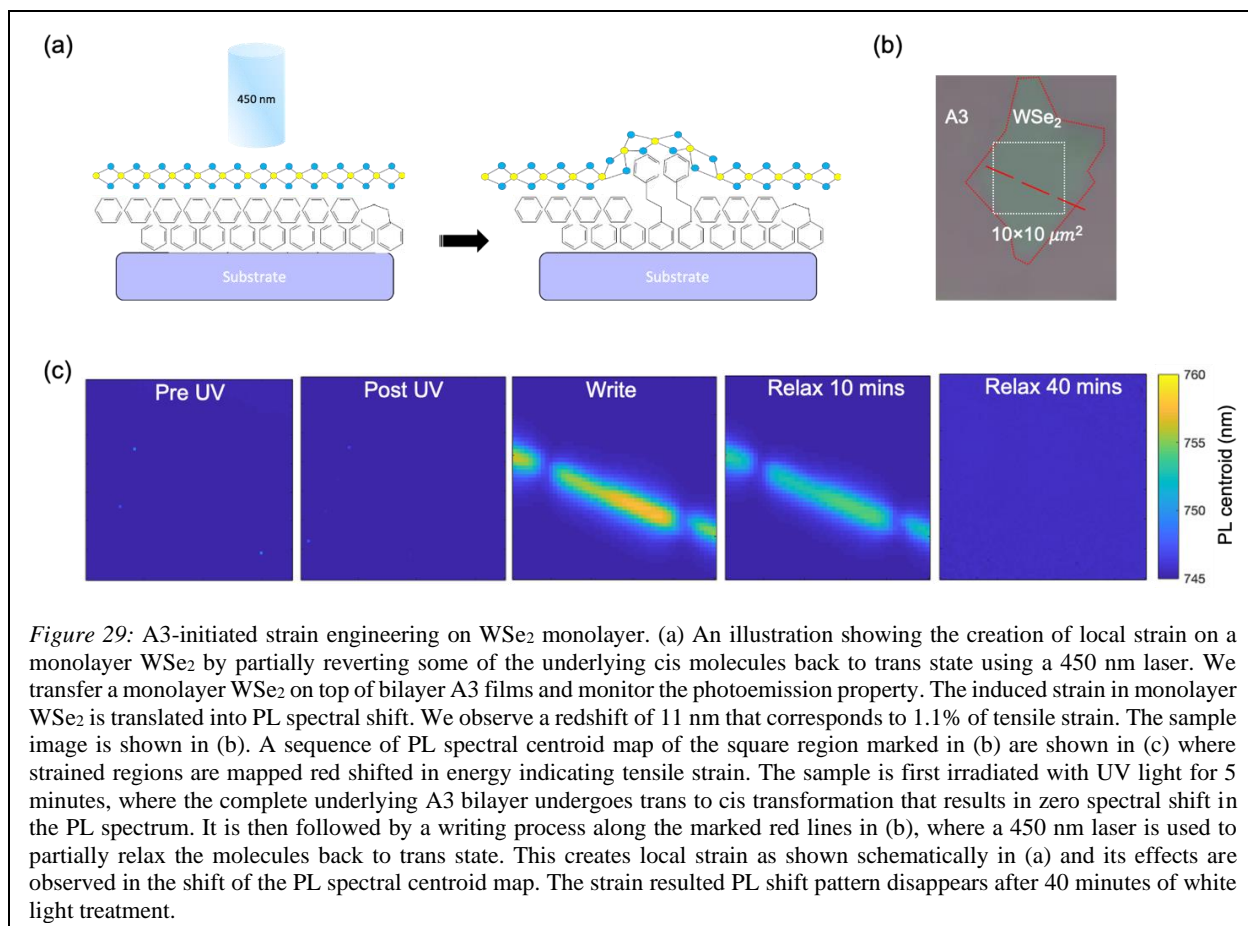 (a)
450 nm
Substrate
Substrate
(b)
A3
WSe2
10×10 μm²
(c)
Pre UV
Post UV
Write
Relax 10 mins
Relax 40 mins
760
755
750
745
PL centroid (nm)
Figure 29: A3-initiated strain engineering on WSe2 monolayer. (a) An illustration showing the creation of local strain on a
monolayer WSe2 by partially reverting some of the underlying cis molecules back to trans state using a 450 nm laser. We
transfer a monolayer WSe2 on top of bilayer A3 films and monitor the photoemission property. The induced strain in monolayer
WSe2 is translated into PL spectral shift. We observe a redshift of 11 nm that corresponds to 1.1% of tensile strain. The sample
image is shown in (b). A sequence of PL spectral centroid map of the square region marked in (b) are shown in (c) where
strained regions are mapped red shifted in energy indicating tensile strain. The sample is first irradiated with UV light for 5
minutes, where the complete underlying A3 bilayer undergoes trans to cis transformation that results in zero spectral shift in
the PL spectrum. It is then followed by a writing process along the marked red lines in (b), where a 450 nm laser is used to
partially relax the molecules back to trans state. This creates local strain as shown schematically in (a) and its effects are
observed in the shift of the PL spectral centroid map. The strain resulted PL shift pattern disappears after 40 minutes of white
light treatment.